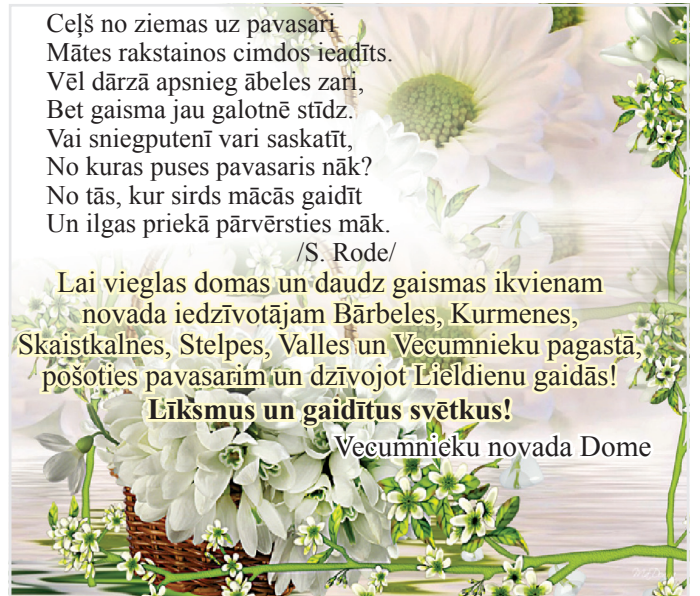 Ceļš no ziemas uz pavasari
Mātes rakstainos cimdos ieadīts.
Vēl dārzā apsnieg ābeles zari,
Bet gaisma jau galotnē stīdz.
Vai sniegputenī vari saskatīt,
No kuras puses pavasaris nāk?
No tās, kur sirds mācās gaidīt
Un ilgas priekā pārvērsties māk.
/S. Rode/
Lai vieglas domas un daudz gaismas ikvienam
novada iedzīvotājam Bārbeles, Kurmenes,
Skaistkalnes, Stelpes, Valles un Vecumnieku pagastā,
pošoties pavasarim un dzīvojot Lieldienu gaidās!
Līksmus un gaidītus svētkus!
Vecumnieku novada Dome